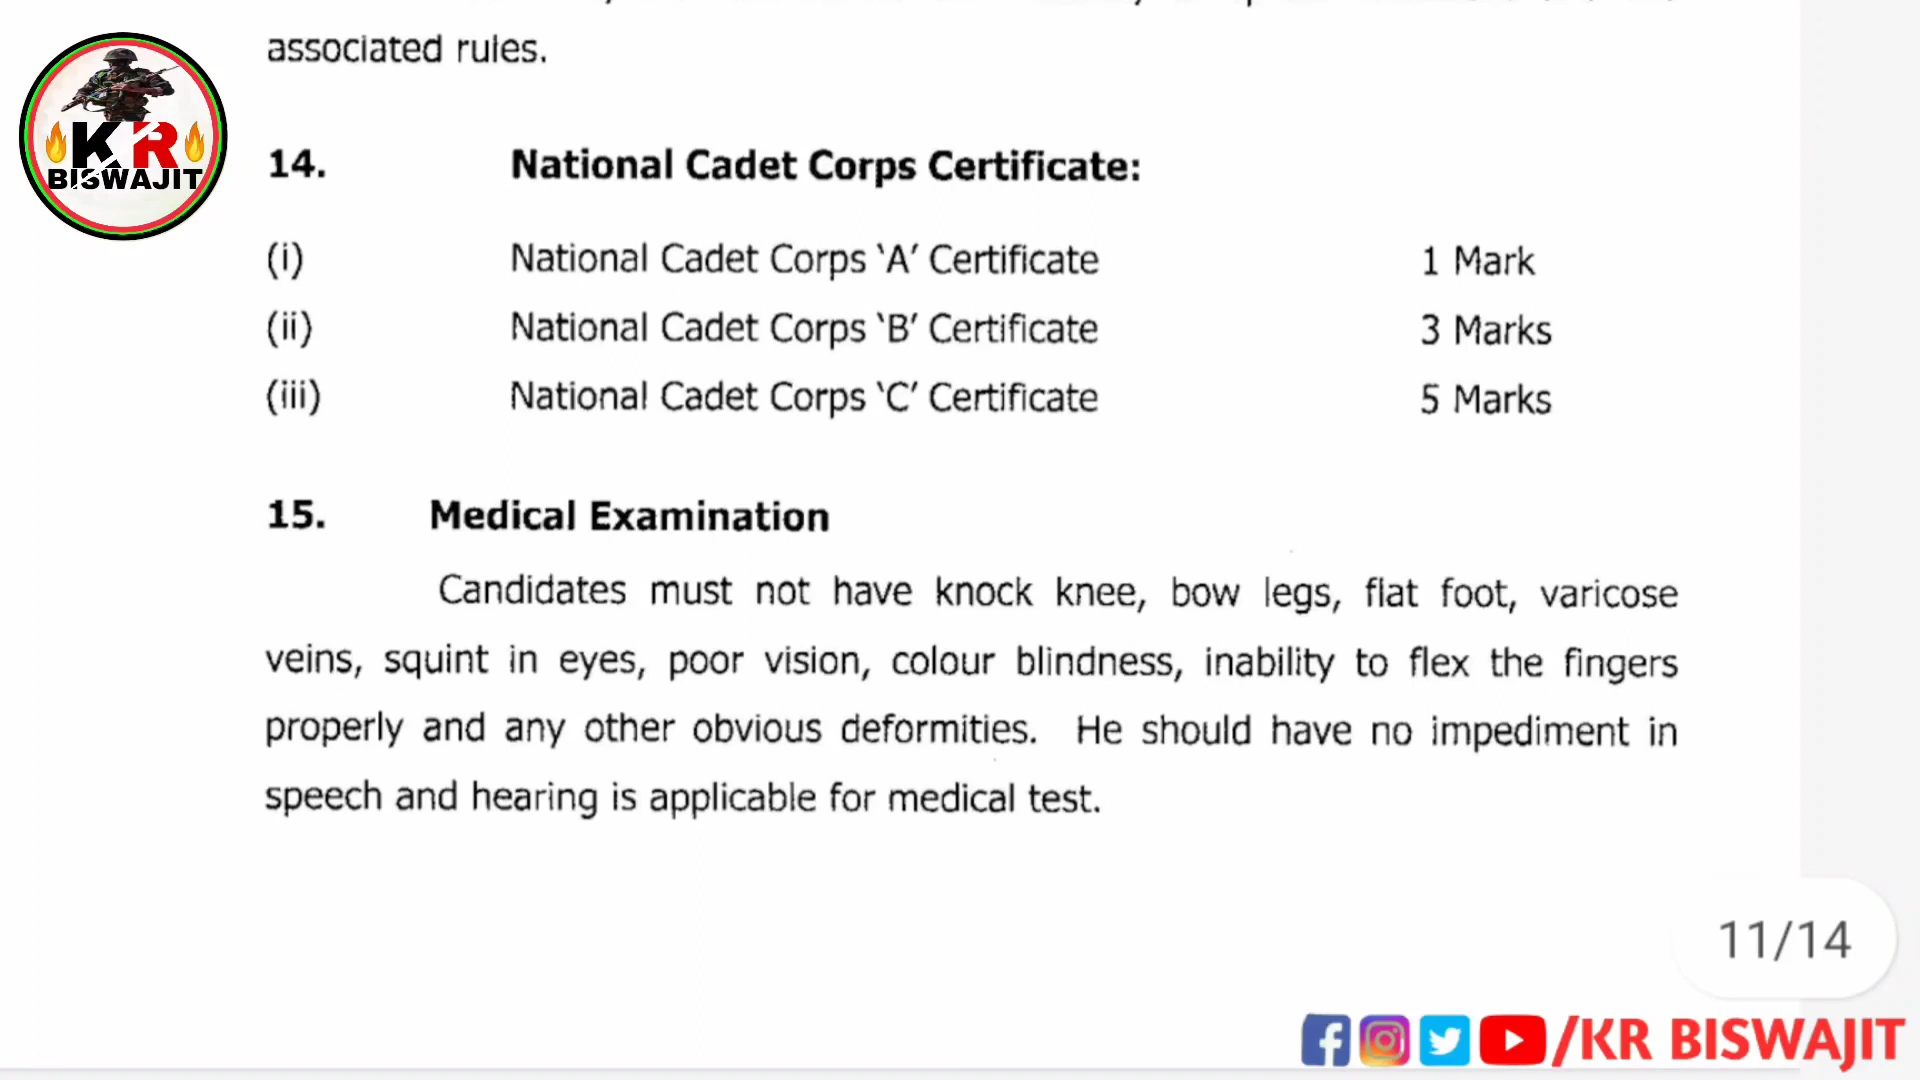 associated rules.
KR
BISWAJIT
14. National Cadet Corps Certificate:
(i) National Cadet Corps ‘A’ Certificate 1 Mark
(ii) National Cadet Corps ‘B’ Certificate 3 Marks
(iii) National Cadet Corps ‘C’ Certificate 5 Marks
15. Medical Examination
Candidates must not have knock knee, bow legs, flat foot, varicose
veins, squint in eyes, poor vision, colour blindness, inability to flex the fingers
properly and any other obvious deformities. He should have no impediment in
speech and hearing is applicable for medical test.
11/14
/KR BISWAJIT